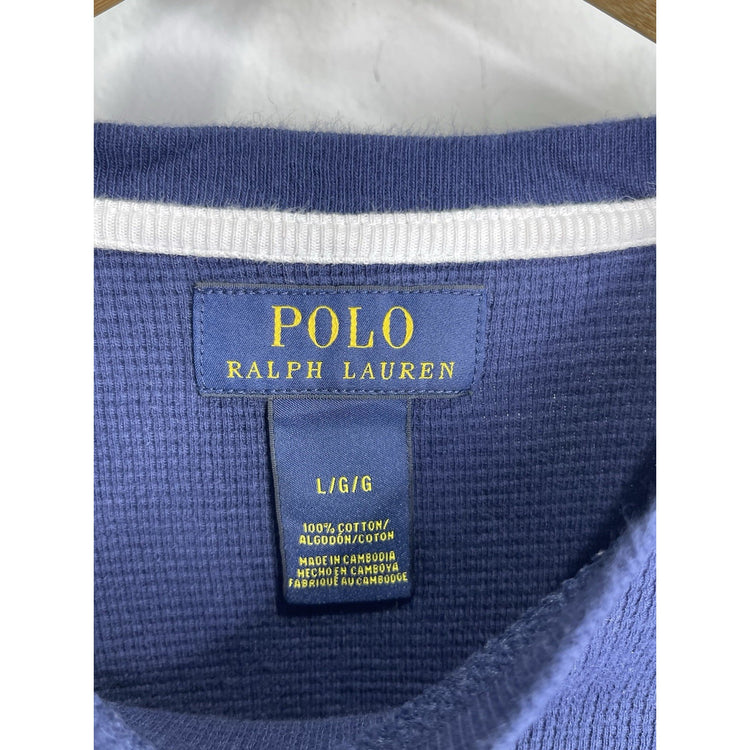 POLO
RALPH LAUREN
L/G/G
100% COTTON/
ALGODÓN/COTON
MADE IN CAMBODIA
HECHO EN CAMBOYA
FABRIQUÉ AU CAMBODGE